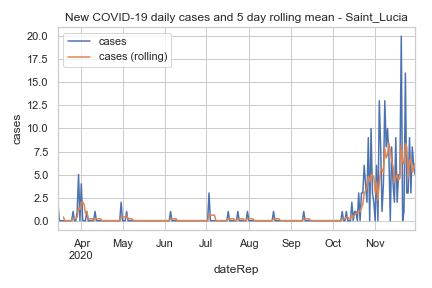 New COVID-19 daily cases and 5 day rolling mean - Saint_Lucia
cases
cases (rolling)
20.0
17.5
15.0
12.5
10.0
7.5
5.0
2.5
0.0
cases
Apr May Jun Jul Aug Sep Oct Nov
2020
dateRep